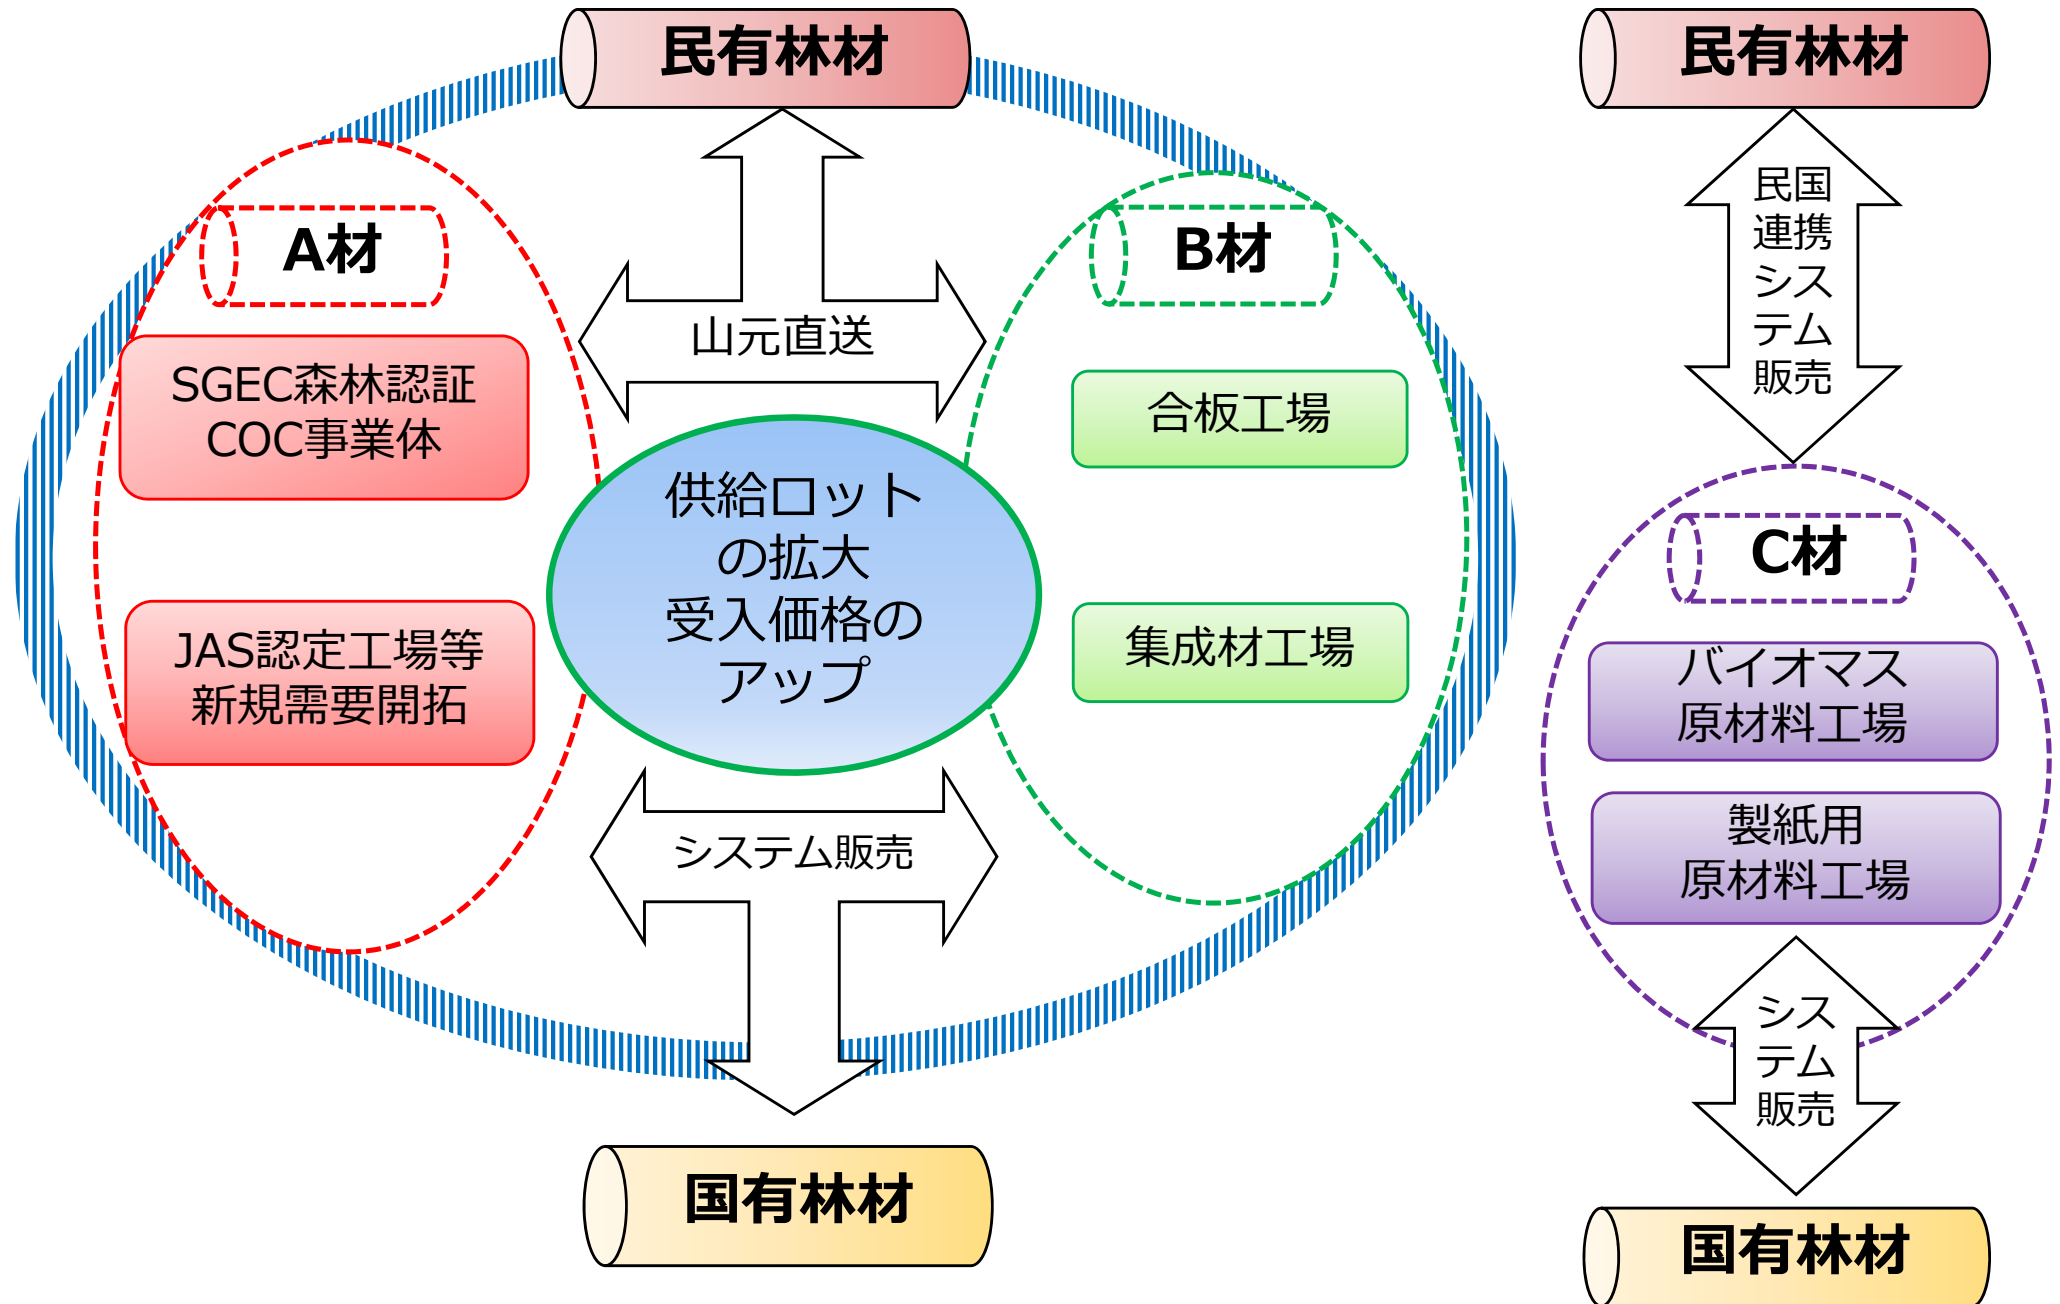 民有林材
A材
SGEC森林認証
COC事業体
JAS認定工場等
新規需要開拓
山元直送
供給ロット
の拡大
受入価格の
アップ
システム販売
国有林材
B材
合板工場
集成材工場
民有林材
民国
連携
シス
テム
販売
C材
バイオマス
原材料工場
製紙用
原材料工場
シス
テム
販売
国有林材